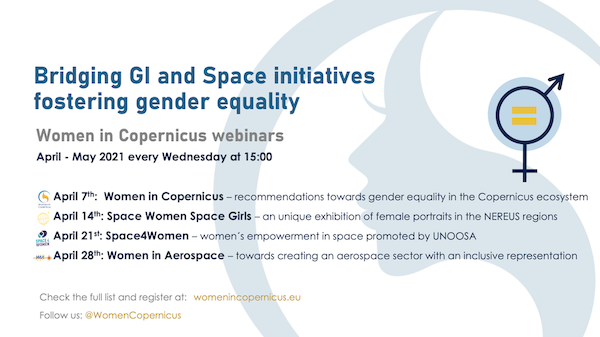 Bridging GI and Space initiatives
fostering gender equality
Women in Copernicus webinars
April - May 2021 every Wednesday at 15:00
April 7th: Women in Copernicus – recommendations towards gender equality in the Copernicus ecosystem
April 14th: Space Women Space Girls – an unique exhibition of female portraits in the NEREUS regions
April 21st: Space4Women – women's empowerment in space promoted by UNOOSA
April 28th: Women in Aerospace – towards creating an aerospace sector with an inclusive representation
Check the full list and register at: womenincopernicus.eu
Follow us: @WomenCopernicus